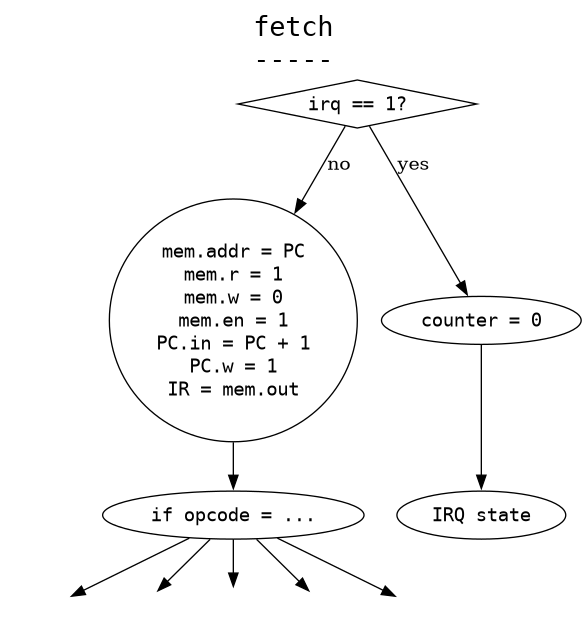 fetch
-----
irq == 1?
no
yes
mem.addr = PC
mem.r = 1
mem.w = 0
mem.en = 1
PC.in = PC + 1
PC.w = 1
IR = mem.out
counter = 0
if opcode = ...
IRQ state